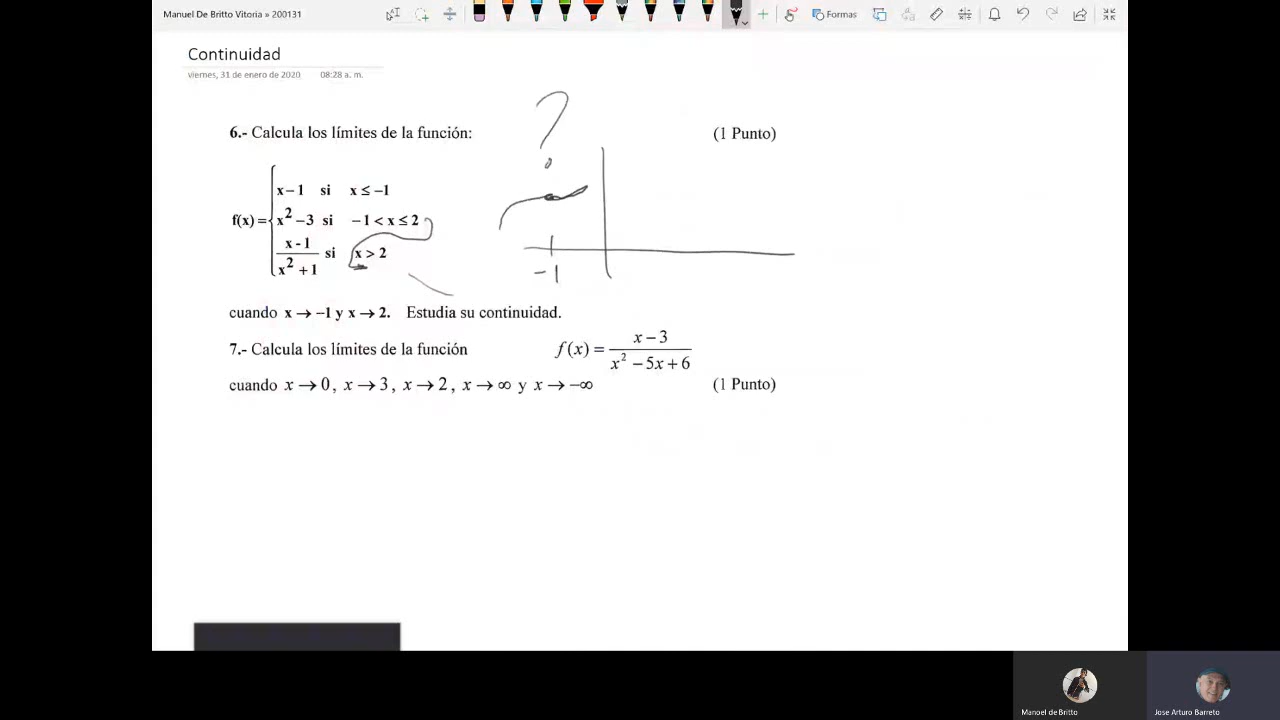 Manuel De Britto Vitoria » 200131
Formas
Continuidad
viernes, 31 de enero de 2020 08:28 a. m.
6.- Calcula los límites de la función: (1 Punto)
?
x − 1 si x ≤ −1
f(x) = x² − 3 si −1 < x ≤ 2
x - 1
si x > 2
x² + 1
−1
cuando x → −1 y x → 2. Estudia su continuidad.
7.- Calcula los límites de la función f(x) = (x − 3)/(x² − 5x + 6)
cuando x → 0, x → 3, x → 2, x → ∞ y x → −∞ (1 Punto)
Manoel de Britto
Jose Arturo Barreto